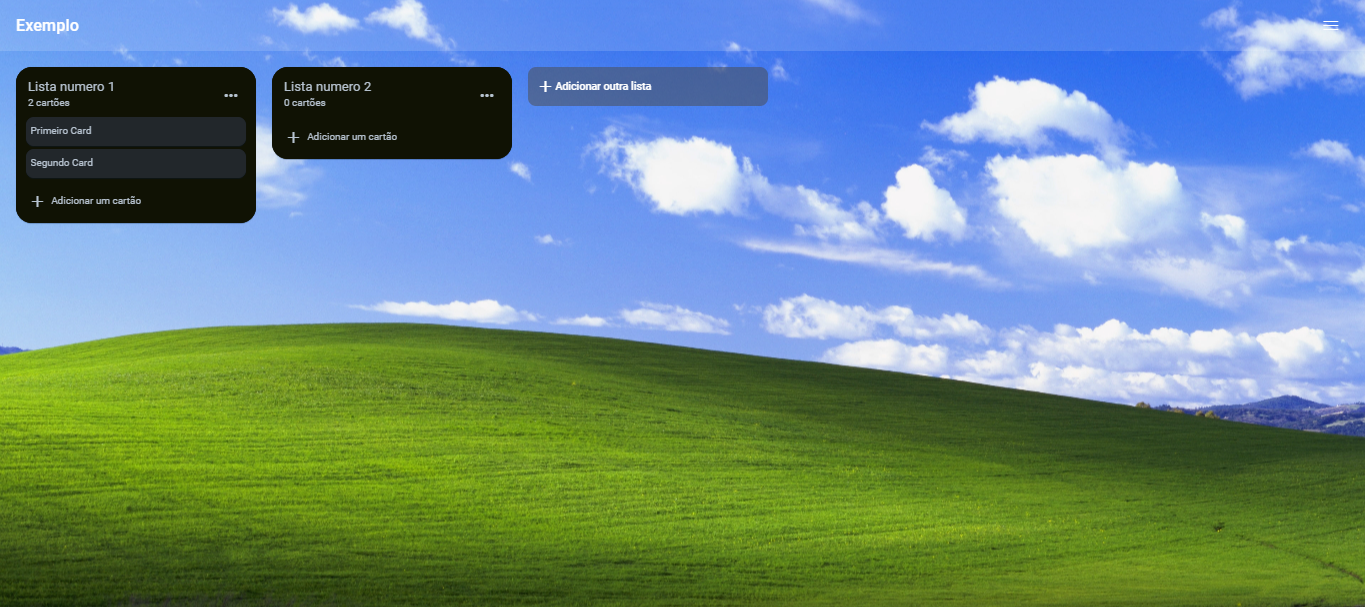 Exemplo
Lista numero 1
2 cartões
Primeiro Card
Segundo Card
Adicionar um cartão
Lista numero 2
0 cartões
Adicionar um cartão
Adicionar outra lista